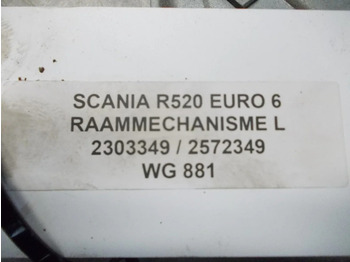 SCANIA R520 EURO 6
RAAMMECHANISME L
2303349 / 2572349
WG 881